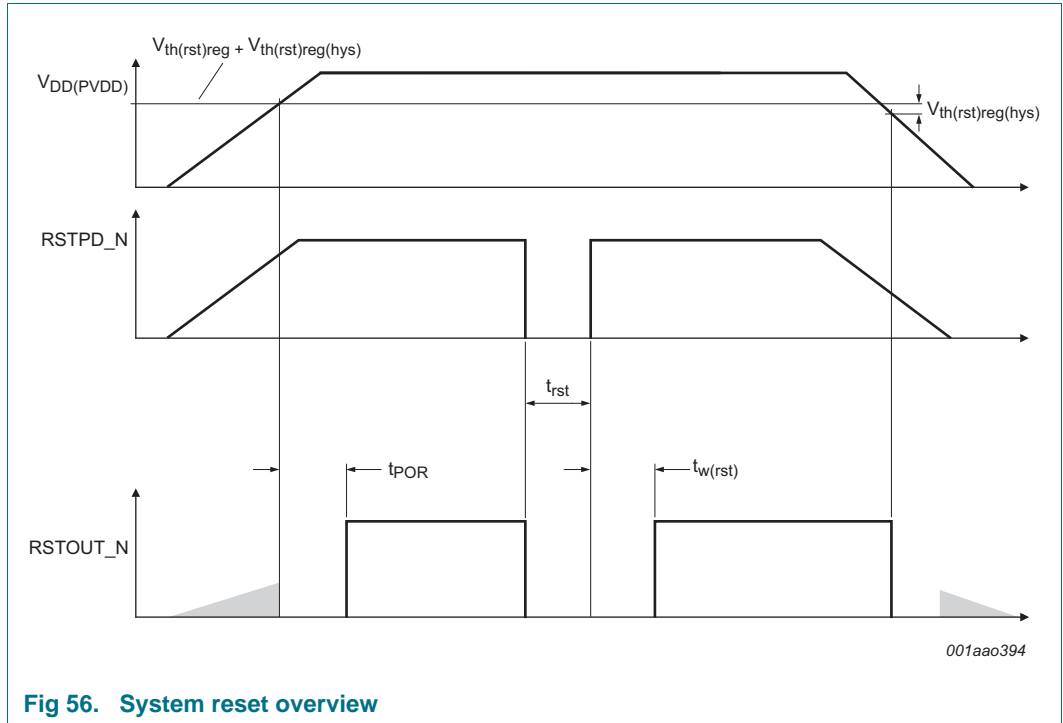 Vth(rst)reg + Vth(rst)reg(hys)
VDD(PVDD)
Vth(rst)reg(hys)
RSTPD_N
trst
tPOR
tw(rst)
RSTOUT_N
001aao394
Fig 56. System reset overview